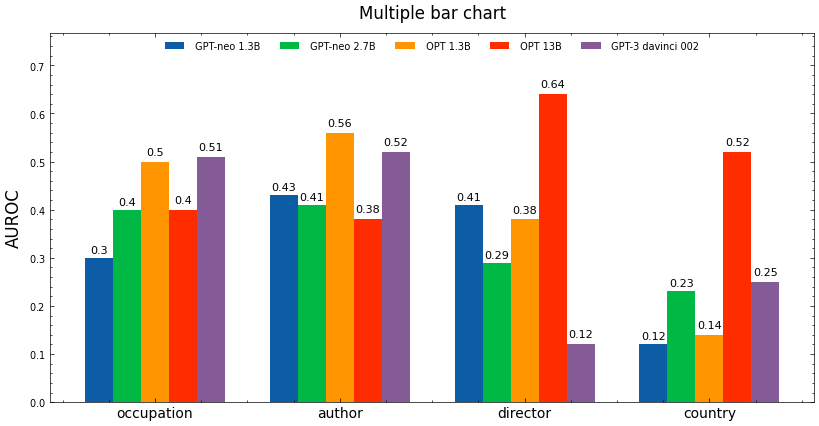 Multiple bar chart
GPT-neo 1.3B GPT-neo 2.7B OPT 1.3B OPT 13B GPT-3 davinci 002
AUROC
0.7
0.6
0.5
0.4
0.3
0.2
0.1
0.0
0.3 0.4 0.5 0.4 0.51
0.43 0.41 0.56 0.38 0.52
0.41 0.29 0.38 0.64 0.12
0.12 0.23 0.14 0.52 0.25
occupation author director country